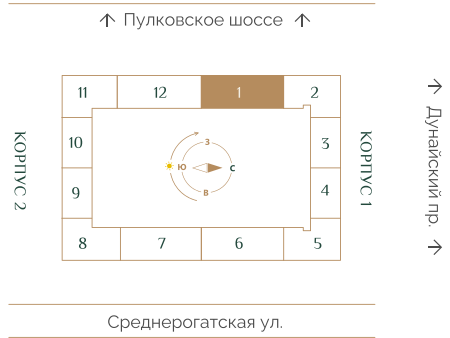 Пулковское шоссе
11 12 1 2
10 3
9 4
8 7 6 5
З
Ю С
В
КОРПУС 2
КОРПУС 1
Дунайский пр.
Среднерогатская ул.